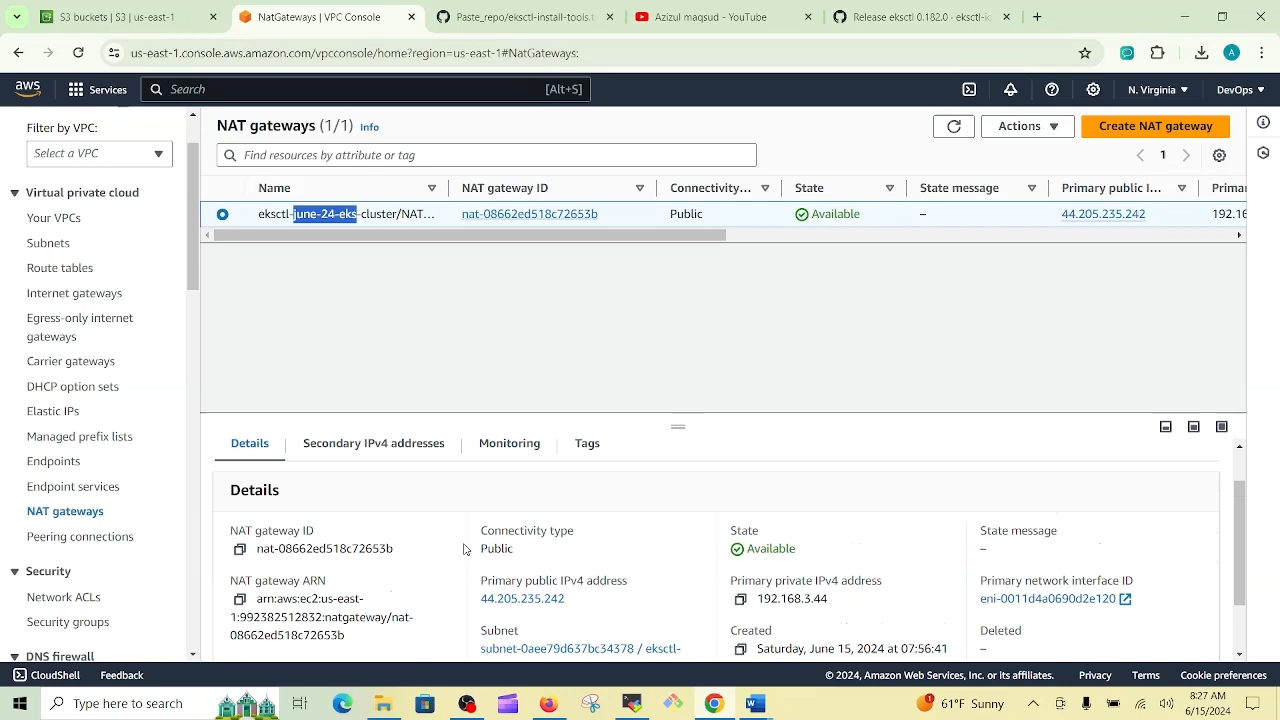 S3 buckets | S3 | us-east-1
NatGateways | VPC Console
Paste_repo/eksctl-install-tools.t
Azizul maqsud - YouTube
Release eksctl 0.182.0 · eksctl-io
us-east-1.console.aws.amazon.com/vpcconsole/home?region=us-east-1#NatGateways:
A
aws
Services
Search
[Alt+S]
N. Virginia
DevOps
Filter by VPC:
Select a VPC
Virtual private cloud
Your VPCs
Subnets
Route tables
Internet gateways
Egress-only internet
gateways
Carrier gateways
DHCP option sets
Elastic IPs
Managed prefix lists
Endpoints
Endpoint services
NAT gateways
Peering connections
Security
Network ACLs
Security groups
DNS firewall
NAT gateways (1/1) Info
Actions
Create NAT gateway
Find resources by attribute or tag
1
Name
NAT gateway ID
Connectivity...
State
State message
Primary public I...
Primar
eksctl-june-24-eks-cluster/NAT...
nat-08662ed518c72653b
Public
Available
–
44.205.235.242
192.16
Details
Secondary IPv4 addresses
Monitoring
Tags
Details
NAT gateway ID
nat-08662ed518c72653b
Connectivity type
Public
State
Available
State message
–
NAT gateway ARN
arn:aws:ec2:us-east-
1:992382512832:natgateway/nat-
08662ed518c72653b
Primary public IPv4 address
44.205.235.242
Primary private IPv4 address
192.168.3.44
Primary network interface ID
eni-0011d4a0690d2e120
Subnet
subnet-0aee79d637bc34378 / eksctl-
Created
Saturday, June 15, 2024 at 07:56:41
Deleted
–
CloudShell
Feedback
© 2024, Amazon Web Services, Inc. or its affiliates.
Privacy
Terms
Cookie preferences
Type here to search
1
61°F Sunny
8:27 AM
6/15/2024